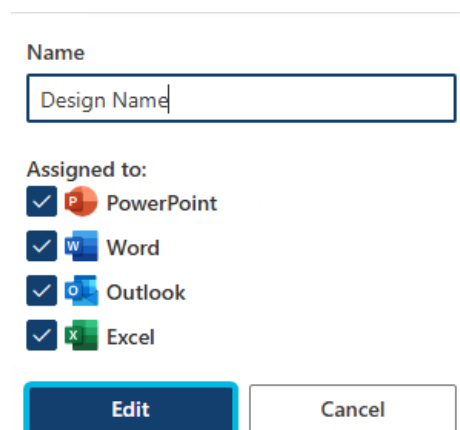 Name
Design Name
Assigned to:
P PowerPoint
W Word
O Outlook
X Excel
Edit Cancel